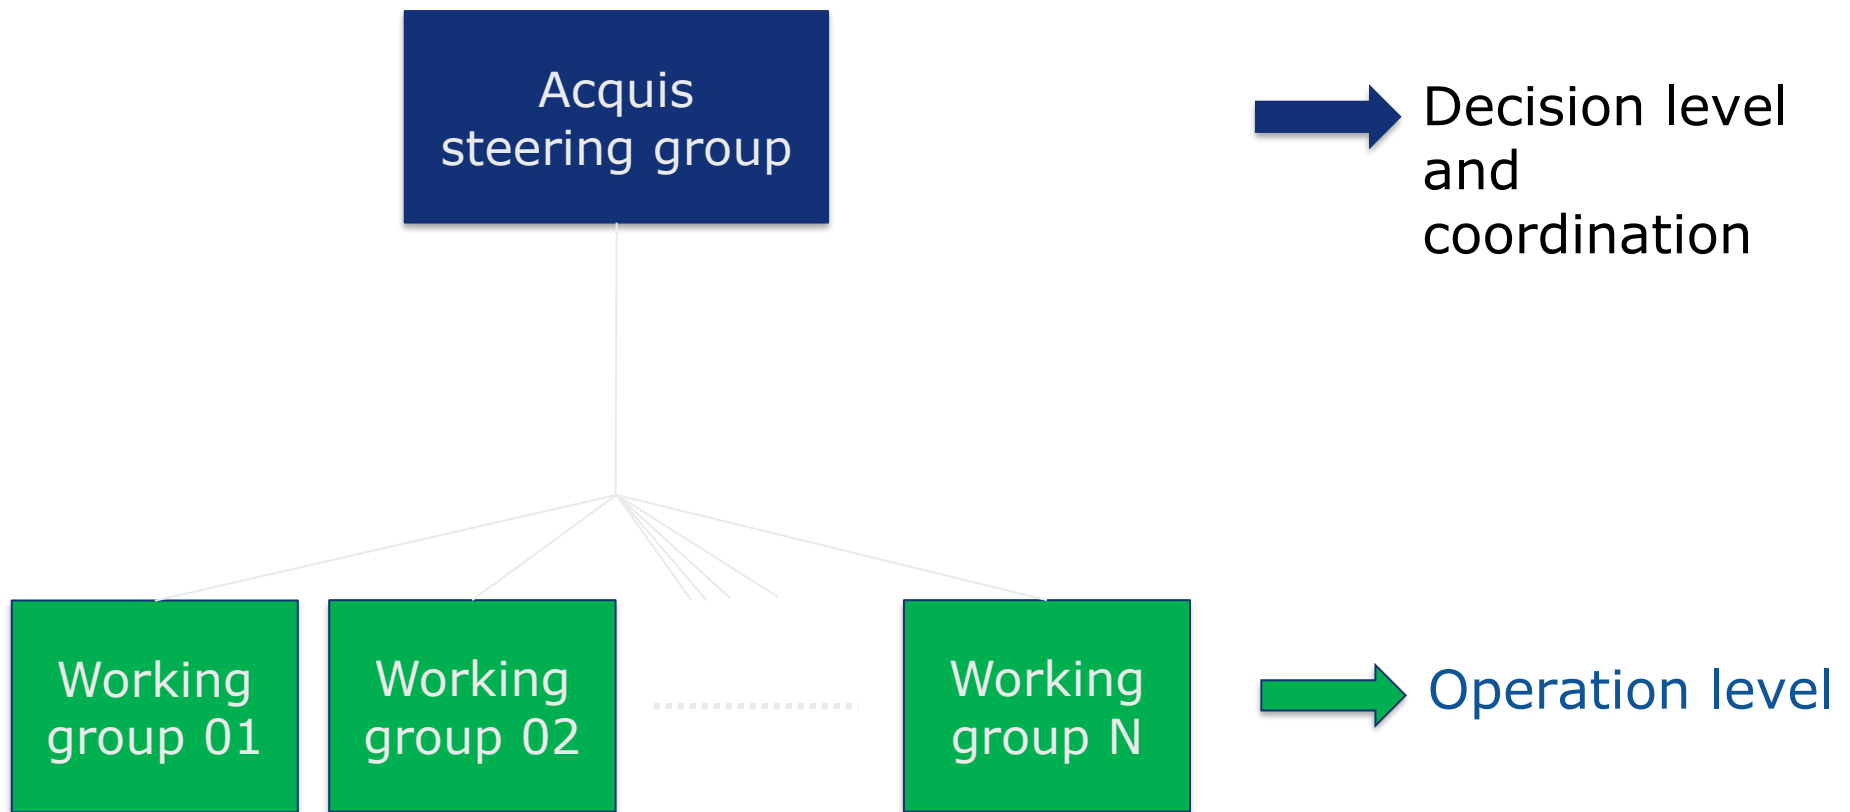 Acquis
steering group
Decision level
and
coordination
Working
group 01
Working
group 02
Working
group N
Operation level